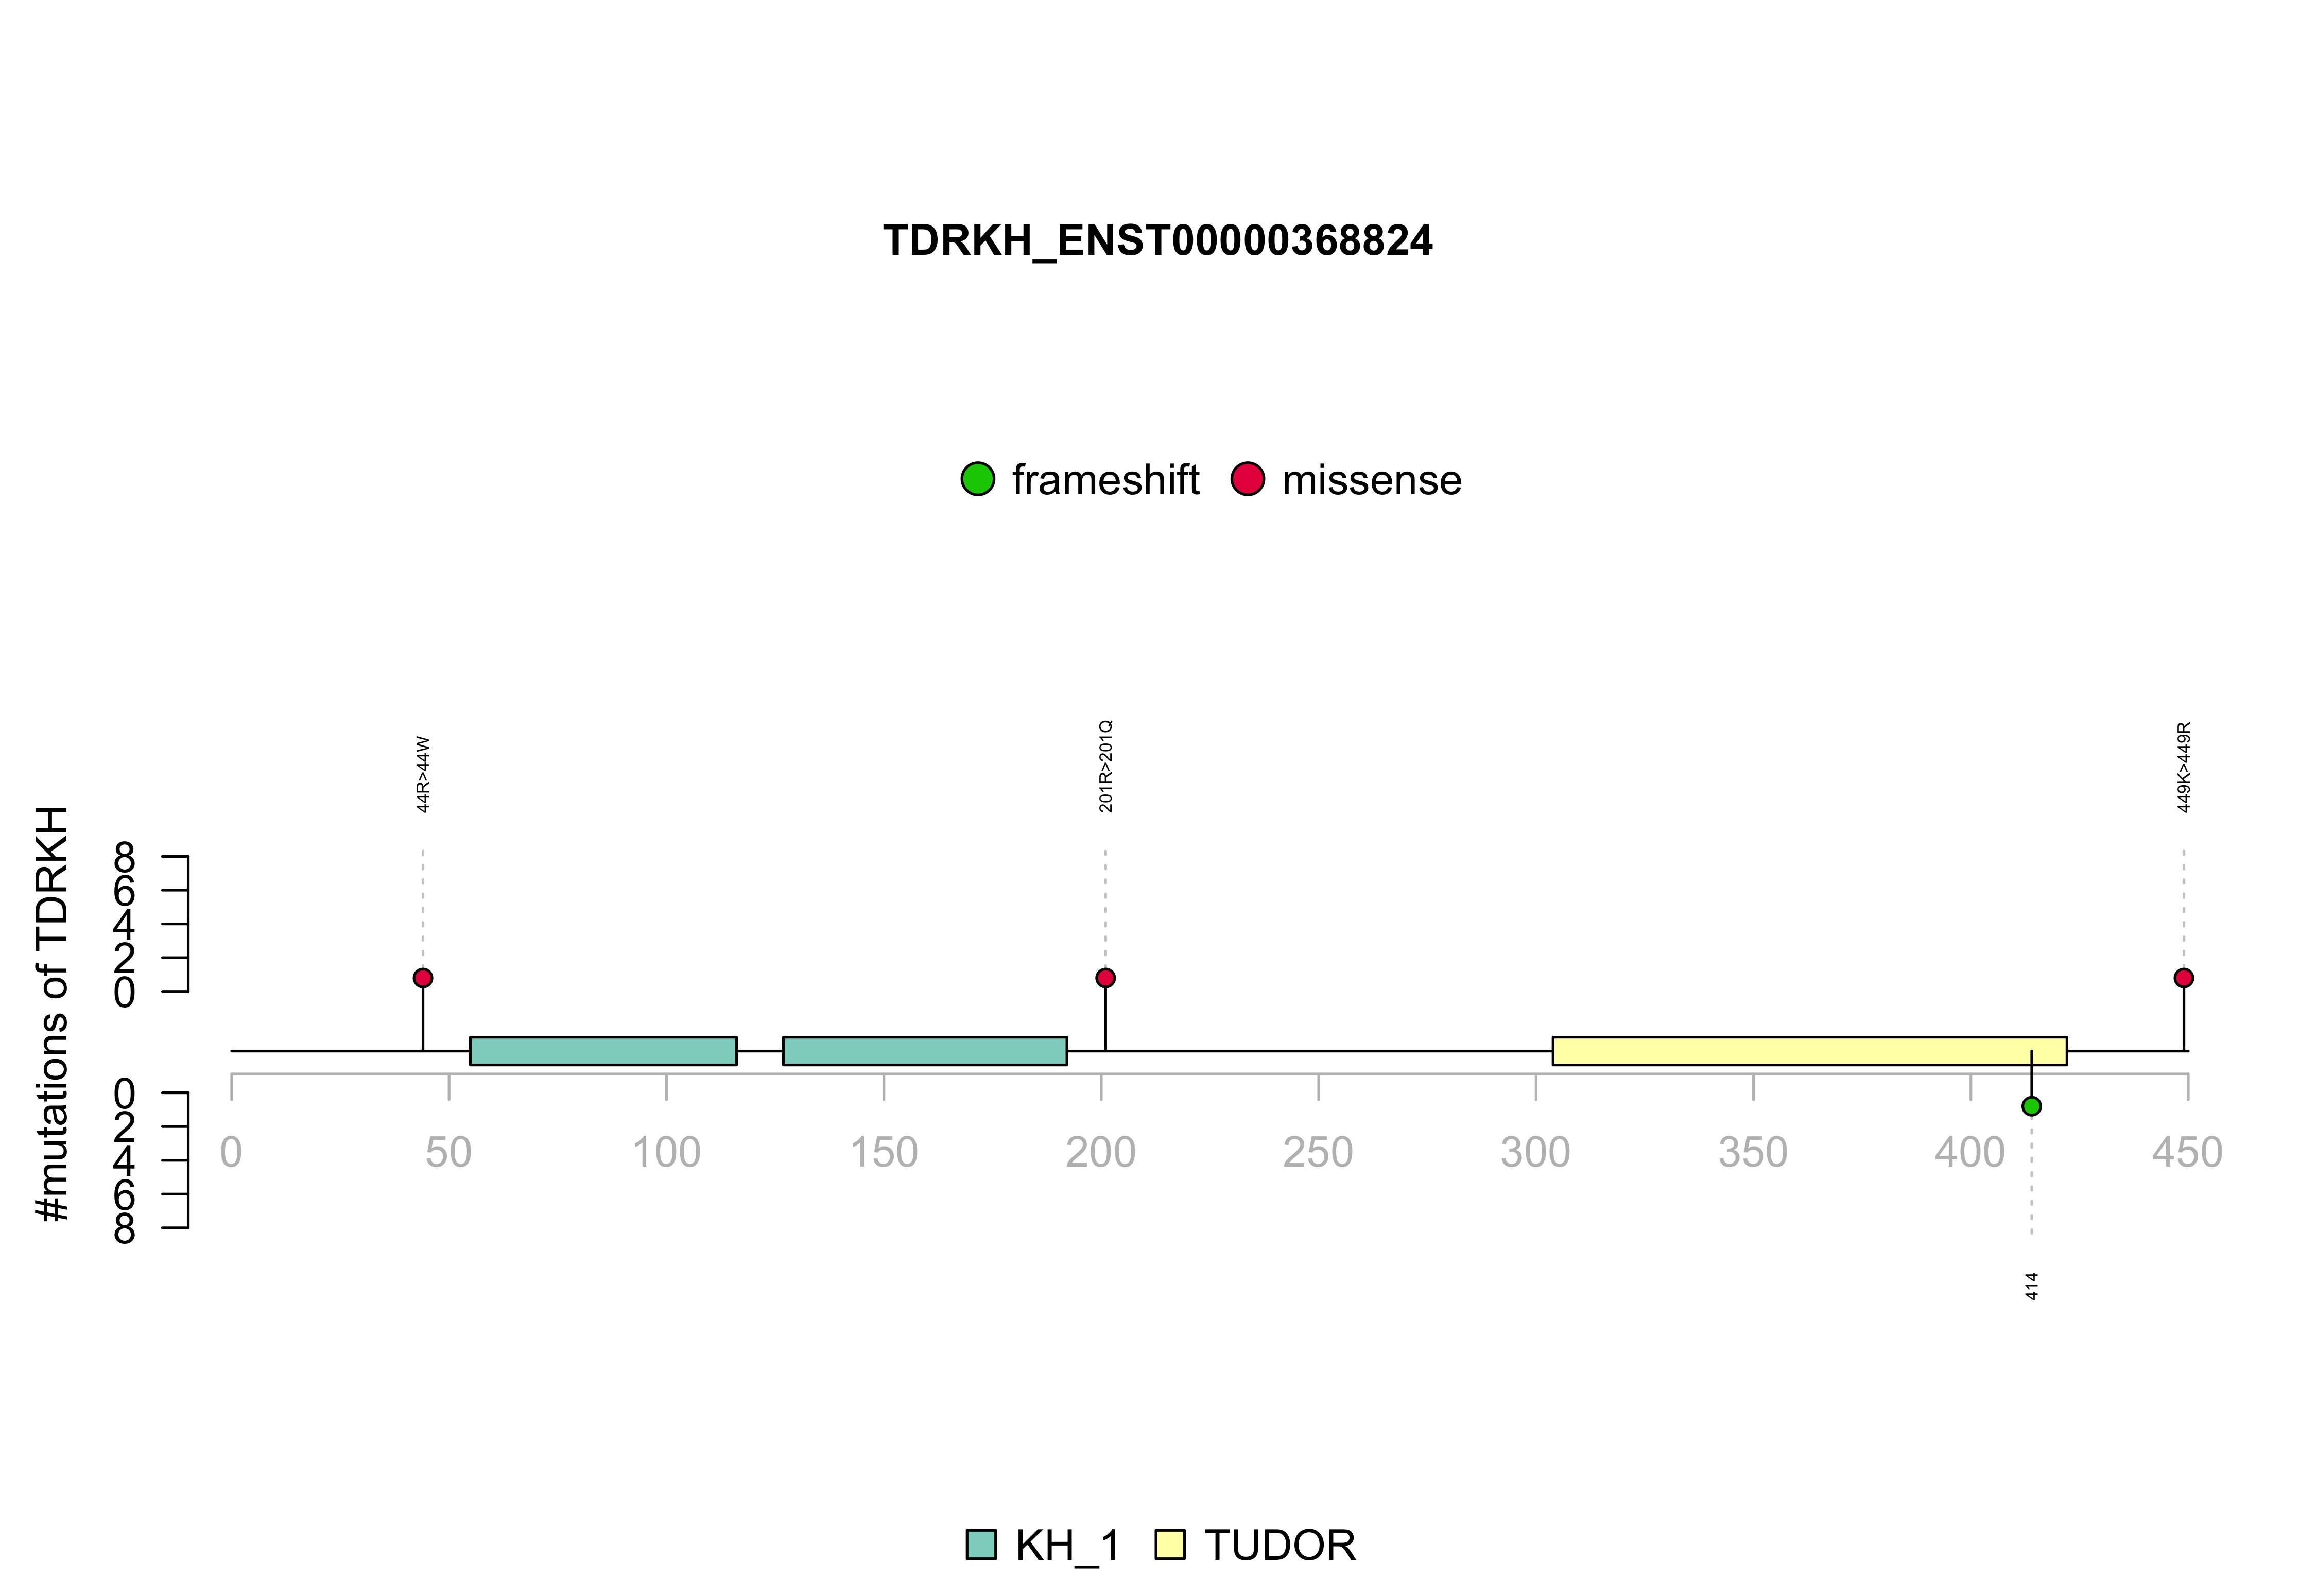 TDRKH_ENST00000368824
frameshift missense
44R>44W
201R>201Q
449K>449R
#mutations of TDRKH
8
6
4
2
0
0
2
4
6
8
0 50 100 150 200 250 300 350 400 450
414
KH_1 TUDOR